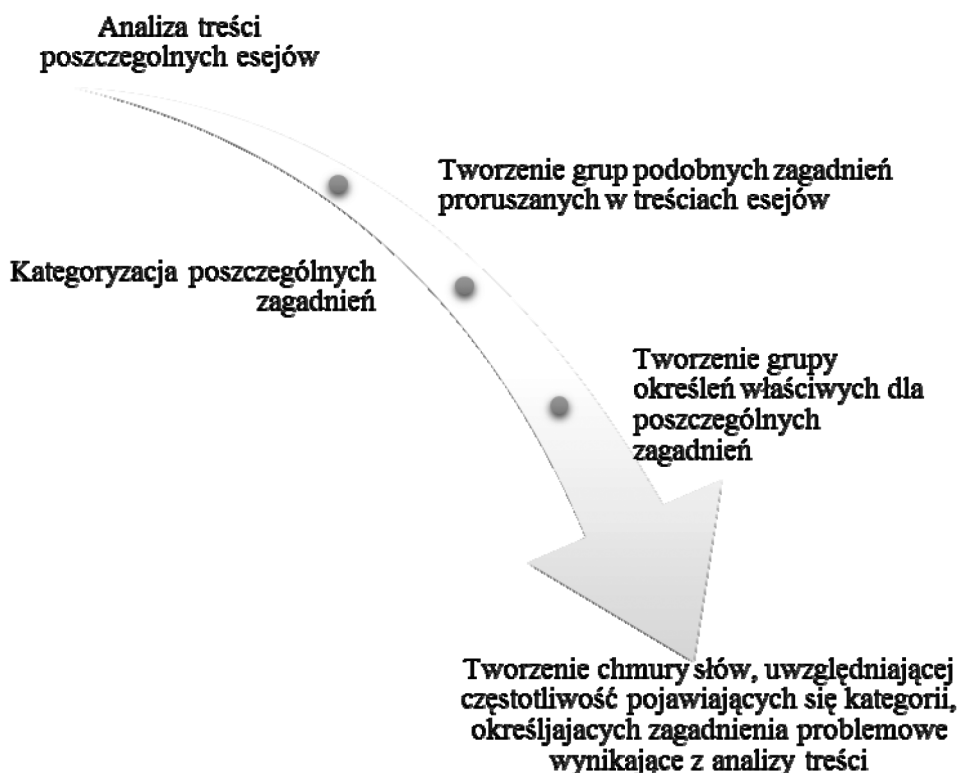 Analiza treści
poszczegolnych esejów
Tworzenie grup podobnych zagadnień
proruszanych w treściach esejów
Kategoryzacja poszczególnych
zagadnień
Tworzenie grupy
określeń właściwych dla
poszczególnych
zagadnień
Tworzenie chmury słów, uwzględniającej
częstotliwość pojawiających się kategorii,
określjajacych zagadnienia problemowe
wynikające z analizy treści